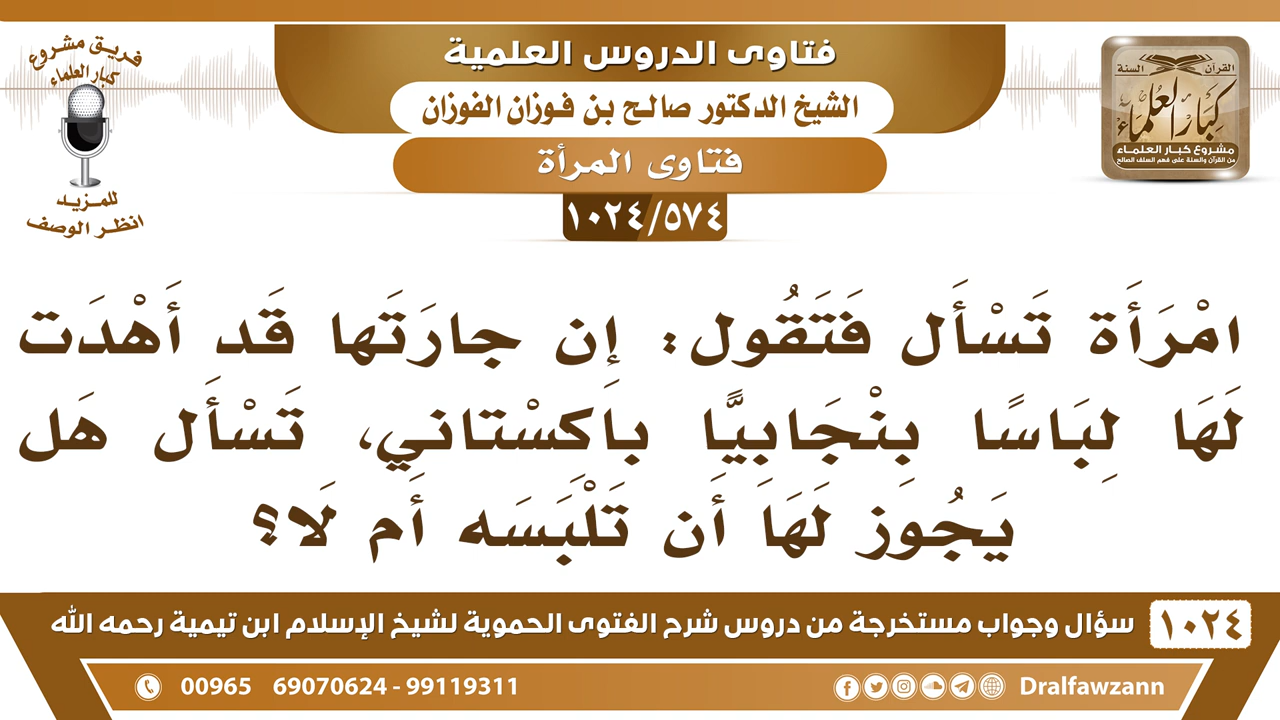 فريق مشروع
كبار العلماء
للمزيد
انظر الوصف
فتاوى الدروس العلمية
الشيخ الدكتور صالح بن فوزان الفوزان
فتاوى المرأة
١٠٢٤/٥٧٤
القرآن السنة
كبار العلماء
مشروع كبار العلماء
من القرآن والسنة على فهم السلف الصالح
امْرَأَة تَسْأَل فَتَقُول: إن جارَتَها قَد أَهْدَت
لَهَا لِبَاسًا بِنْجَابِيًّا بَاكَسْتاني، تَسْأَل هَل
يَجُوز لَهَا أَن تَلْبَسَه أَم لَا؟
١٠٢٤ سؤال وجواب مستخرجة من دروس شرح الفتوى الحموية لشيخ الإسلام ابن تيمية رحمه الله
00965 69070624 - 99119311
Dralfawzann